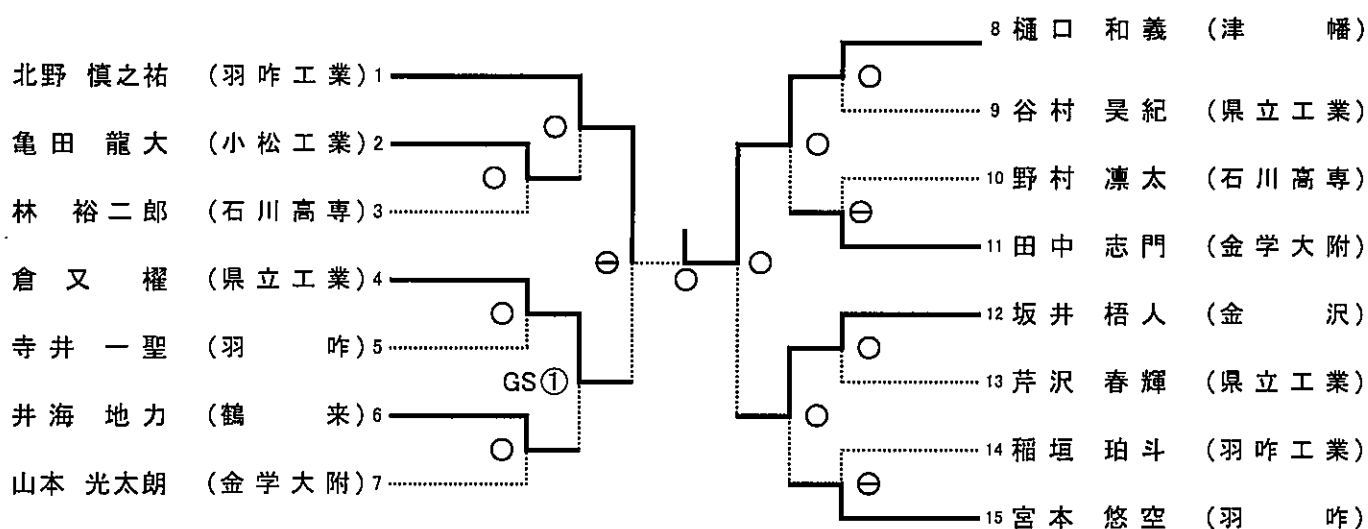 北野 慎之祐 (羽咋工業) 1
亀田 龍大 (小松工業) 2
林 裕二郎 (石川高専) 3
倉又 櫂 (県立工業) 4
寺井 一聖 (羽咋) 5
GS①
井海 地力 (鶴来) 6
山本 光太朗 (金学大附) 7
8 樋口 和義 (津幡)
9 谷村 昊紀 (県立工業)
10 野村 凛太 (石川高専)
11 田中 志門 (金学大附)
12 坂井 梧人 (金沢)
13 芹沢 春輝 (県立工業)
14 稲垣 珀斗 (羽咋工業)
15 宮本 悠空 (羽咋)